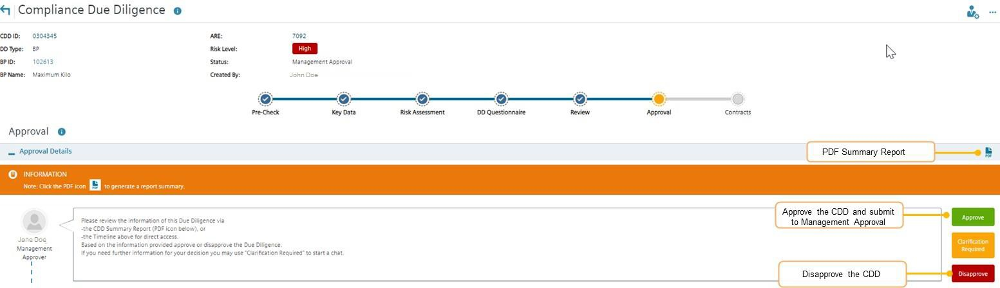 Compliance Due Diligence
CDD ID: 0304345 ARE: 7092
DD Type: BP Risk Level: High
BP ID: 102613 Status: Management Approval
BP Name: Maximum Kilo Created By: John Doe
Pre-Check Key Data Risk Assessment DD Questionnaire Review Approval Contracts
Approval
Approval Details
PDF Summary Report
PDF
INFORMATION
Note: Click the PDF icon PDF to generate a report summary.
Please review the information of this Due Diligence via
-the CDD Summary Report (PDF icon below), or
-the Timeline above for direct access.
Based on the information provided approve or disapprove the Due Diligence.
If you need further information for your decision you may use "Clarification Required" to start a chat.
Jane Doe
Management
Approver
Approve the CDD and submit
to Management Approval
Approve
Clarification
Required
Disapprove the CDD
Disapprove